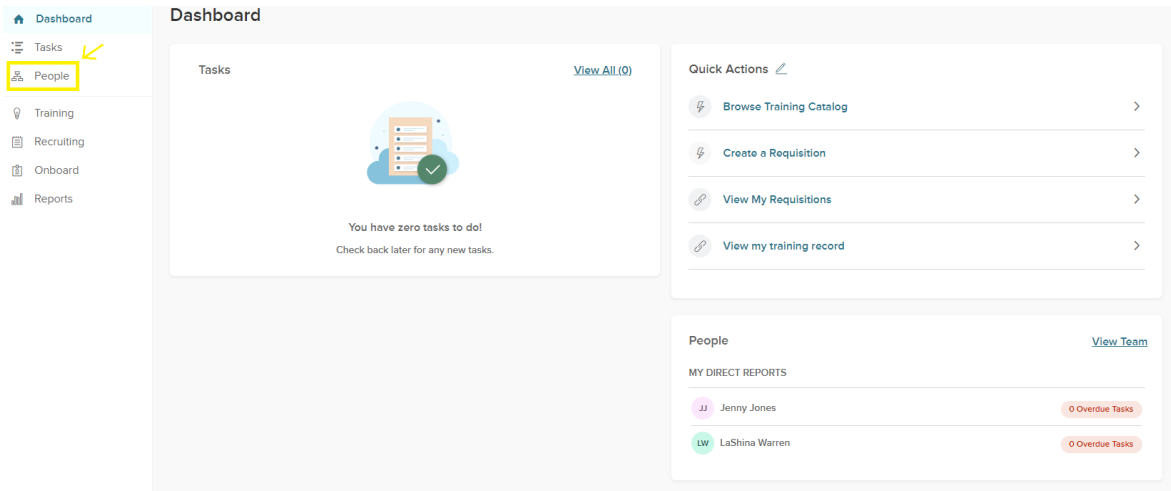 Dashboard
Tasks
People
Training
Recruiting
Onboard
Reports
Dashboard
Tasks
View All (0)
You have zero tasks to do!
Check back later for any new tasks.
Quick Actions
Browse Training Catalog
Create a Requisition
View My Requisitions
View my training record
People
View Team
MY DIRECT REPORTS
JJ Jenny Jones 0 Overdue Tasks
LW LaShina Warren 0 Overdue Tasks